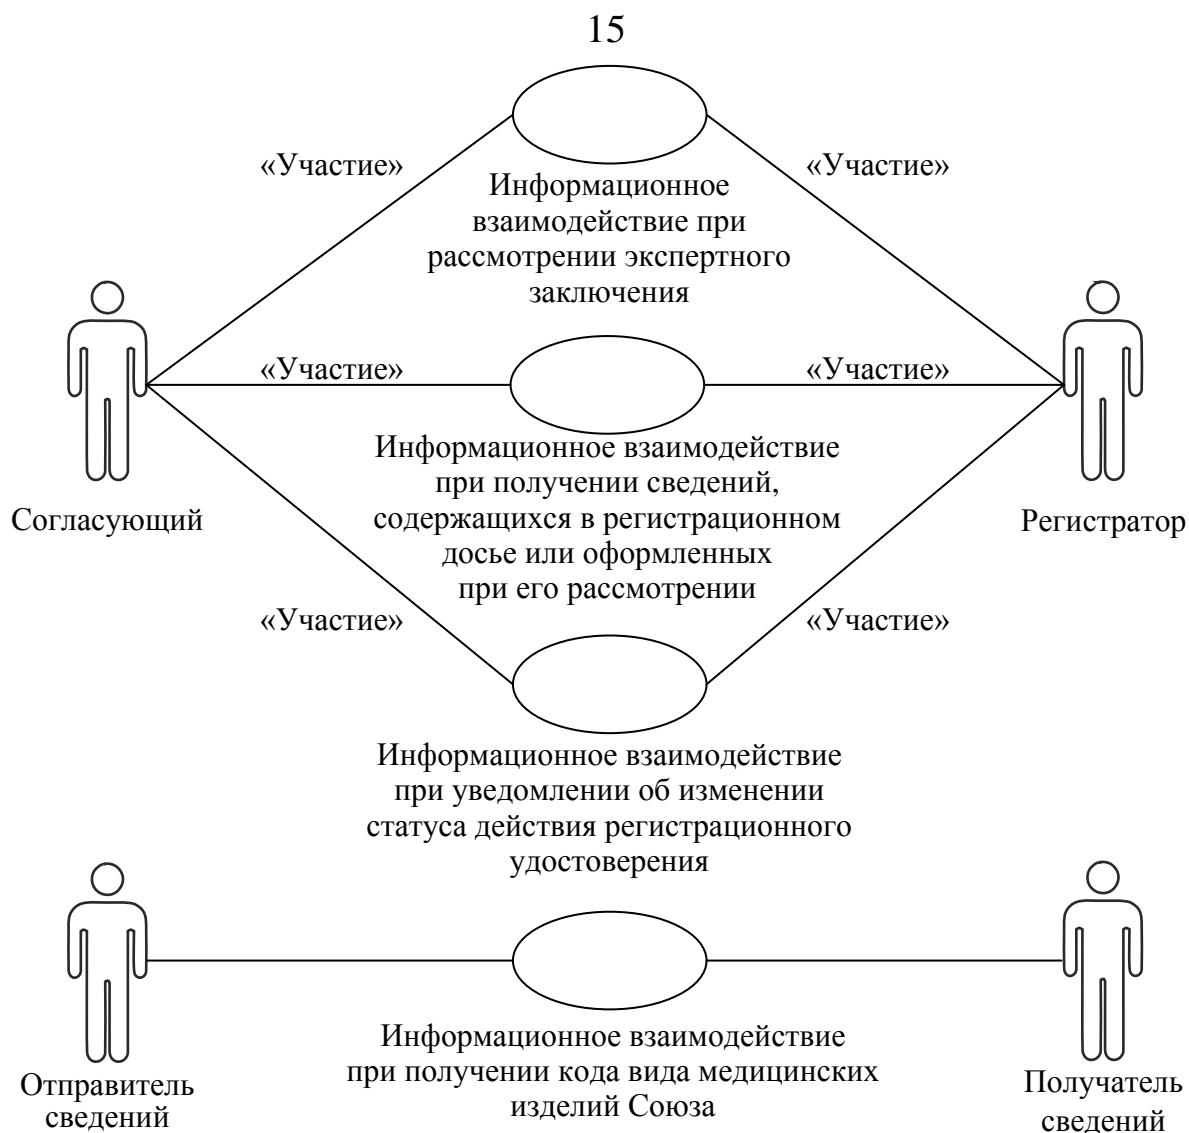 15
«Участие»
«Участие»
Информационное
взаимодействие при
рассмотрении экспертного
заключения
«Участие»
«Участие»
Информационное взаимодействие
при получении сведений,
содержащихся в регистрационном
досье или оформленных
при его рассмотрении
Согласующий
Регистратор
«Участие»
«Участие»
Информационное взаимодействие
при уведомлении об изменении
статуса действия регистрационного
удостоверения
Информационное взаимодействие
при получении кода вида медицинских
изделий Союза
Отправитель
сведений
Получатель
сведений